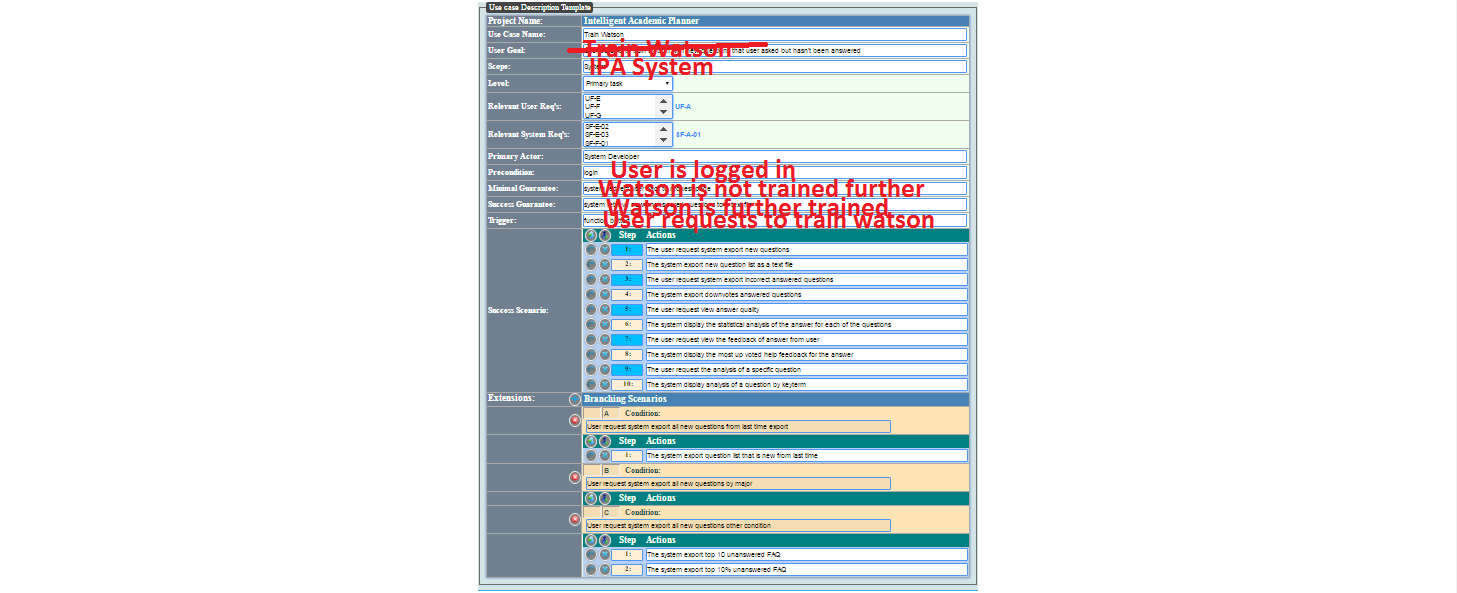 Use case Description Template
Project Name: Intelligent Academic Planner
Use Case Name: Train Watson
Train Watson
User Goal: that user asked but hasn't been answered
IPA System
Scope:
Level: Primary task
UF-E
Relevant User Req's: UF-F UF-A
UF-G
SF-E-02
Relevant System Req's: SF-E-03 SF-A-01
SF-F-01
Primary Actor: System Developer
User is logged in
Precondition: login
Watson is not trained further
Minimal Guarantee:
Watson is further trained
Success Guarantee: system
User requests to train watson
Trigger:
Step Actions
1: The user request system export new questions
2: The system export new question list as a text file
3: The user request system export incorrect answered questions
4: The system export downvotes answered questions
Success Scenario: 5: The user request view answer quality
6: The system display the statistical analysis of the answer for each of the questions
7: The user request view the feedback of answer from user
8: The system display the most up voted help feedback for the answer
9: The user request the analysis of a specific question
10: The system display analysis of a question by keyterm
Extensions: Branching Scenarios
A Condition:
User request system export all new questions from last time export
Step Actions
1: The system export question list that is new from last time
B Condition:
User request system export all new questions by major
Step Actions
C Condition:
User request system export all new questions other condition
Step Actions
1: The system export top 10 unanswered FAQ
2: The system export top 10% unanswered FAQ